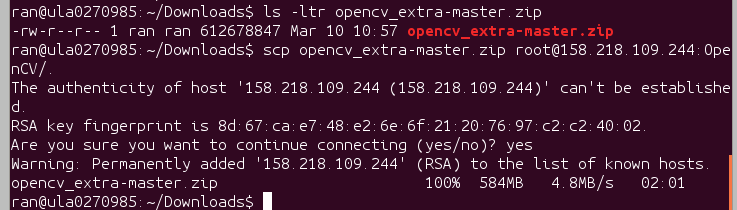 ran@ula0270985:~/Downloads$ ls -ltr opencv_extra-master.zip
-rw-r--r-- 1 ran ran 612678847 Mar 10 10:57 opencv_extra-master.zip
ran@ula0270985:~/Downloads$ scp opencv_extra-master.zip root@158.218.109.244:Op
enCV/.
The authenticity of host '158.218.109.244 (158.218.109.244)' can't be establishe
d.
RSA key fingerprint is 8d:67:ca:e7:48:e2:6e:6f:21:20:76:97:c2:c2:40:02.
Are you sure you want to continue connecting (yes/no)? yes
Warning: Permanently added '158.218.109.244' (RSA) to the list of known hosts.
opencv_extra-master.zip 100% 584MB 4.8MB/s 02:01
ran@ula0270985:~/Downloads$